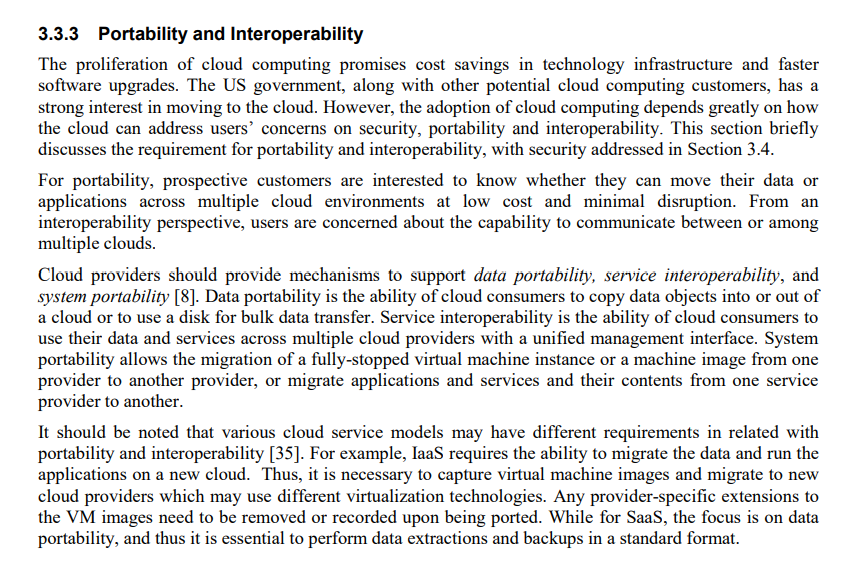 3.3.3 Portability and Interoperability
The proliferation of cloud computing promises cost savings in technology infrastructure and faster
software upgrades. The US government, along with other potential cloud computing customers, has a
strong interest in moving to the cloud. However, the adoption of cloud computing depends greatly on how
the cloud can address users’ concerns on security, portability and interoperability. This section briefly
discusses the requirement for portability and interoperability, with security addressed in Section 3.4.
For portability, prospective customers are interested to know whether they can move their data or
applications across multiple cloud environments at low cost and minimal disruption. From an
interoperability perspective, users are concerned about the capability to communicate between or among
multiple clouds.
Cloud providers should provide mechanisms to support data portability, service interoperability, and
system portability [8]. Data portability is the ability of cloud consumers to copy data objects into or out of
a cloud or to use a disk for bulk data transfer. Service interoperability is the ability of cloud consumers to
use their data and services across multiple cloud providers with a unified management interface. System
portability allows the migration of a fully-stopped virtual machine instance or a machine image from one
provider to another provider, or migrate applications and services and their contents from one service
provider to another.
It should be noted that various cloud service models may have different requirements in related with
portability and interoperability [35]. For example, IaaS requires the ability to migrate the data and run the
applications on a new cloud. Thus, it is necessary to capture virtual machine images and migrate to new
cloud providers which may use different virtualization technologies. Any provider-specific extensions to
the VM images need to be removed or recorded upon being ported. While for SaaS, the focus is on data
portability, and thus it is essential to perform data extractions and backups in a standard format.